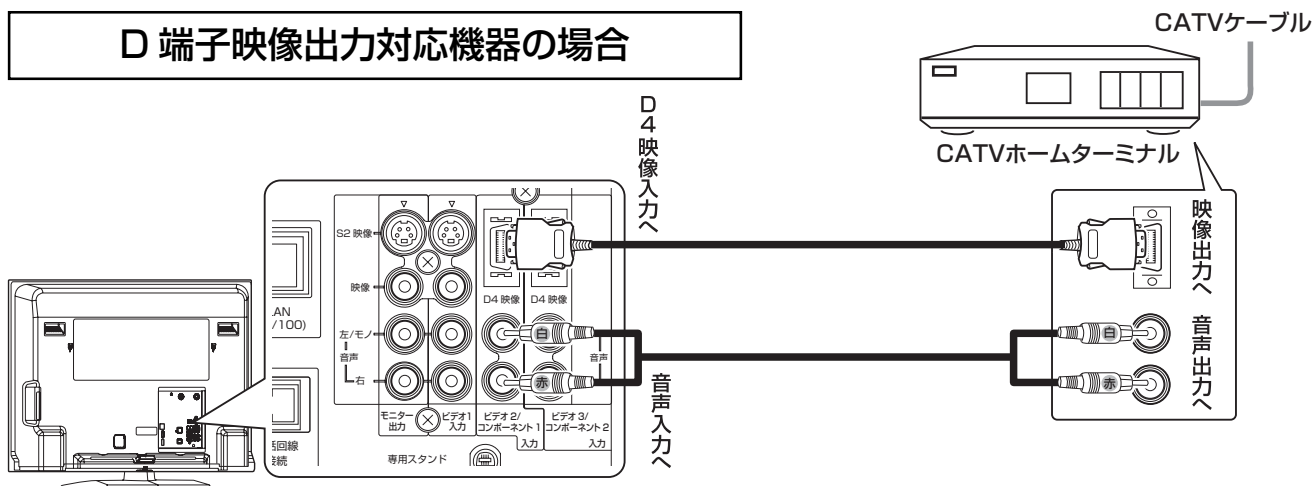 D 端子映像出力対応機器の場合
CATVケーブル
CATVホームターミナル
D4映像入力へ
映像出力へ
音声出力へ
音声入力へ
S2 映像
映像
D4 映像
D4 映像
左/モノ
音声
右
音声
白
赤
白
赤
モニター
出力
ビデオ1
入力
ビデオ 2/
コンポーネント 1
入力
ビデオ 3/
コンポーネント 2
入力
専用スタンド
AN
/100)
回線
続